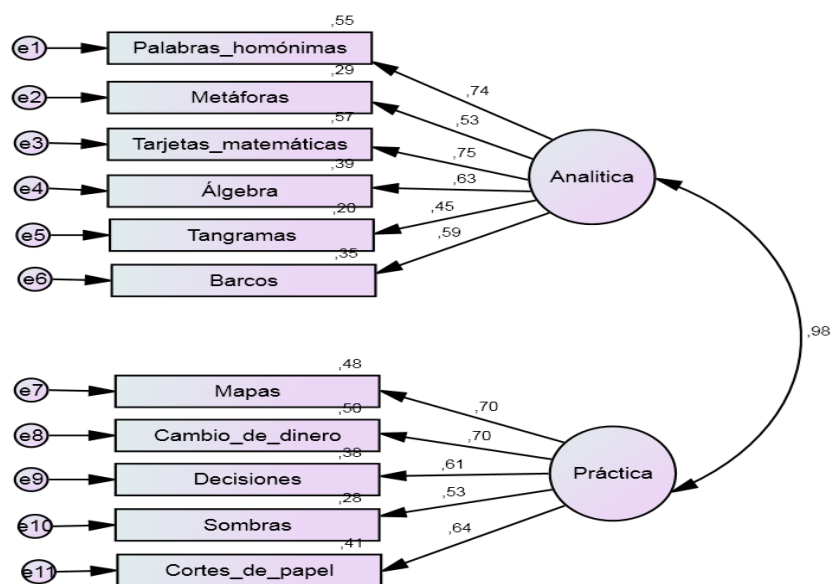 ,55
e1 Palabras_homónimas
,29
,74
e2 Metáforas
,53
,57
e3 Tarjetas_matemáticas
,75
Analitica
,39
e4 Álgebra
,63
,20
e5 Tangramas
,45
,35
,59
e6 Barcos
,98
,48
e7 Mapas
,70
,50
e8 Cambio_de_dinero
,70
,38
e9 Decisiones
,61
Práctica
,28
e10 Sombras
,53
,41
,64
e11 Cortes_de_papel